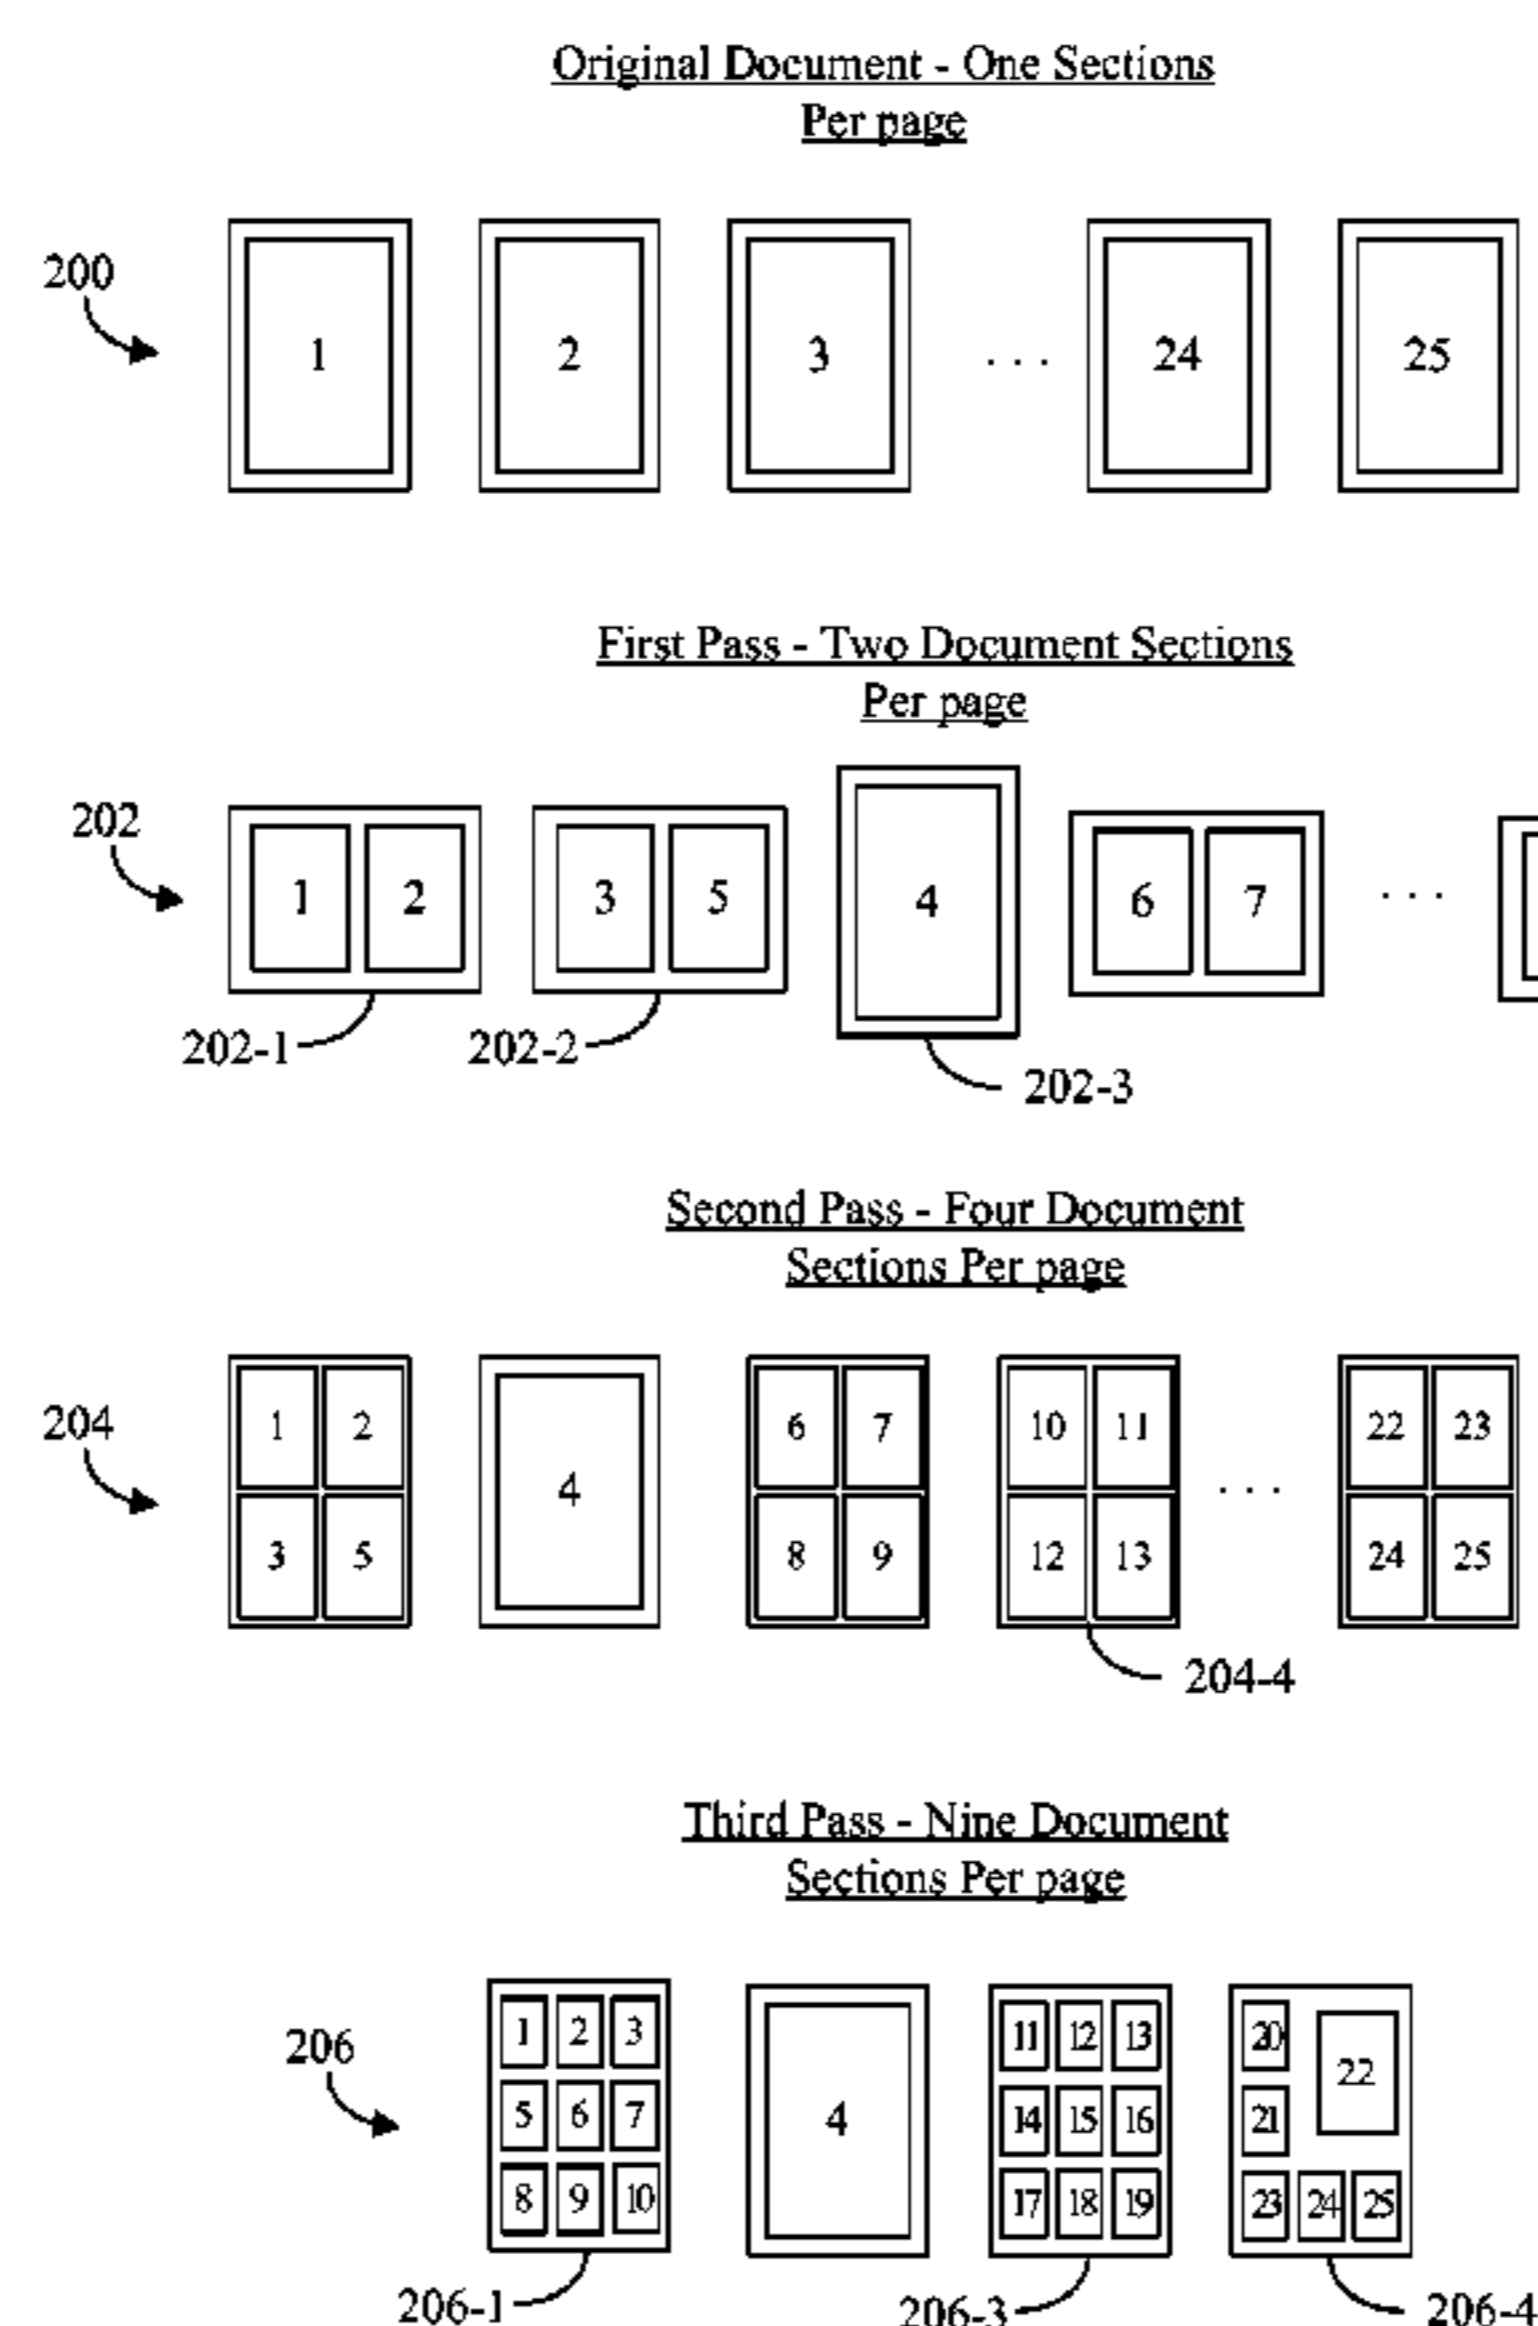 Original Document - One Sections
Per page
200
1 2 3 . . . 24 25
First Pass - Two Document Sections
Per page
202
1 2 3 5 4 6 7 . . .
202-1 202-2 202-3
Second Pass - Four Document
Sections Per page
204
1 2 6 7 10 11 22 23
4 . . .
3 5 8 9 12 13 24 25
204-4
Third Pass - Nine Document
Sections Per page
206
1 2 3 11 12 13 20 22
5 6 7 4 14 15 16 21
8 9 10 17 18 19 23 24 25
206-1 206-3 206-4